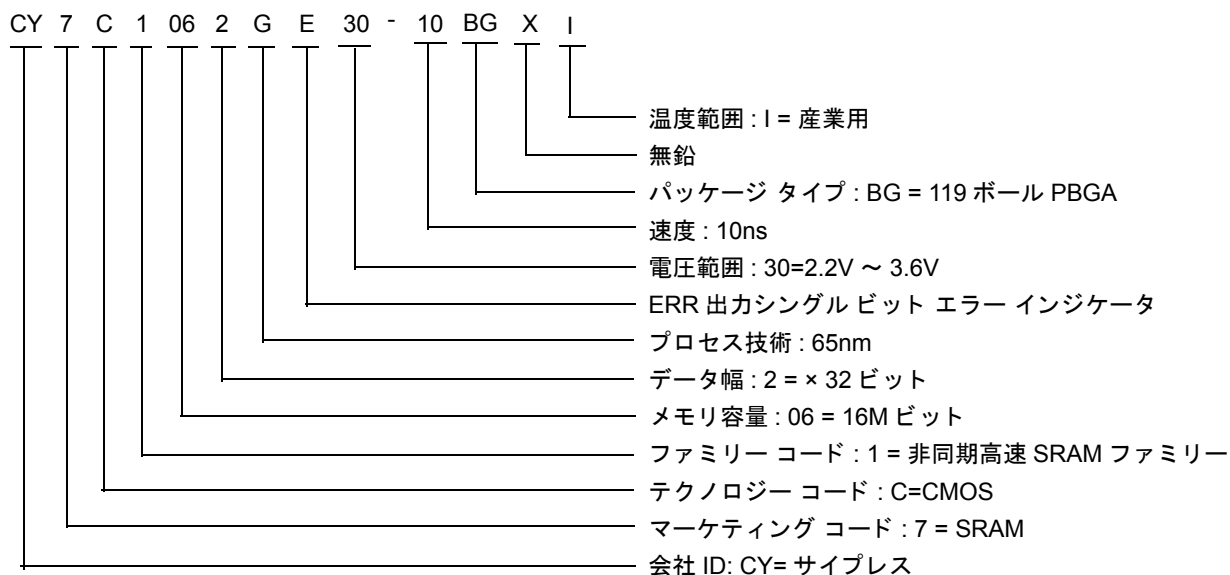 CY 7 C 1 06 2 G E 30 - 10 BG X I
温度範囲 : I = 産業用
無鉛
パッケージ タイプ : BG = 119 ボール PBGA
速度 : 10ns
電圧範囲 : 30=2.2V ～ 3.6V
ERR 出力シングル ビット エラー インジケータ
プロセス技術 : 65nm
データ幅 : 2 = × 32 ビット
メモリ容量 : 06 = 16M ビット
ファミリー コード : 1 = 非同期高速 SRAM ファミリー
テクノロジー コード : C=CMOS
マーケティング コード : 7 = SRAM
会社 ID: CY= サイプレス